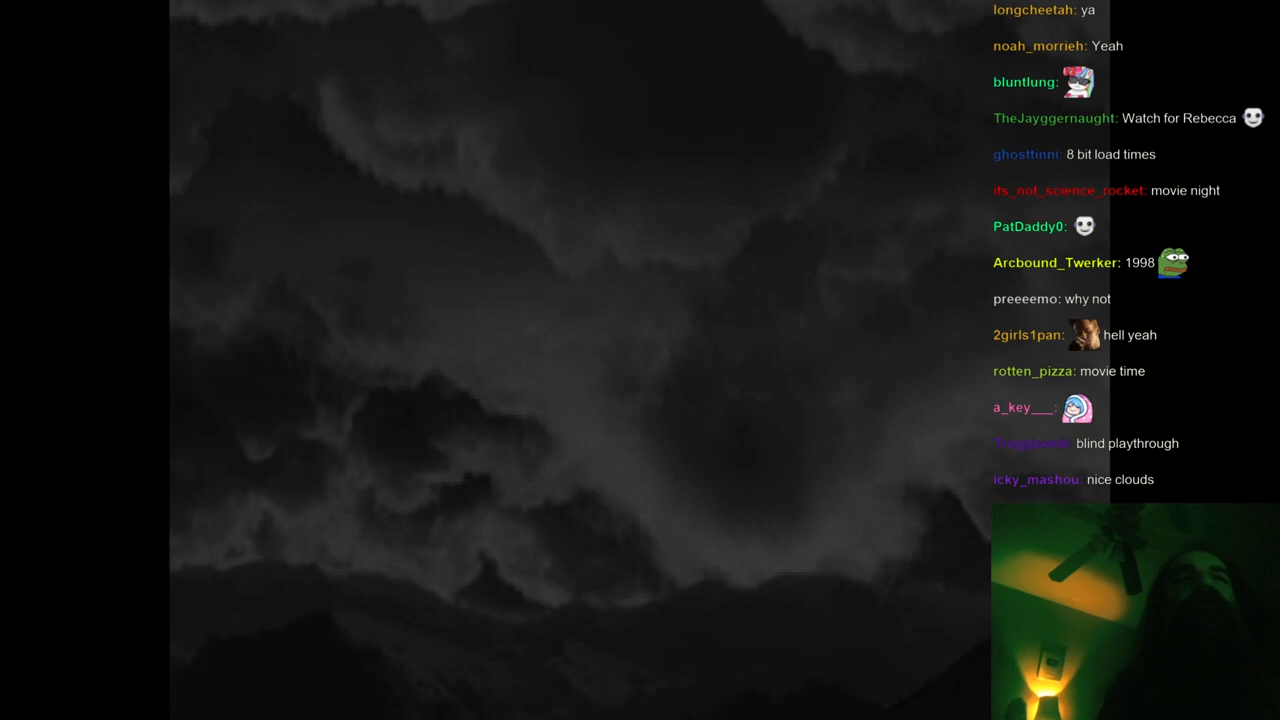 longcheetah: ya
noah_morrieh: Yeah
bluntlung:
TheJayggernaught: Watch for Rebecca
ghosttinni: 8 bit load times
its_not_science_rocket: movie night
PatDaddy0:
Arcbound_Twerker: 1998
preeeemo: why not
2girls1pan: hell yeah
rotten_pizza: movie time
a_key___:
blind playthrough
icky_mashou: nice clouds